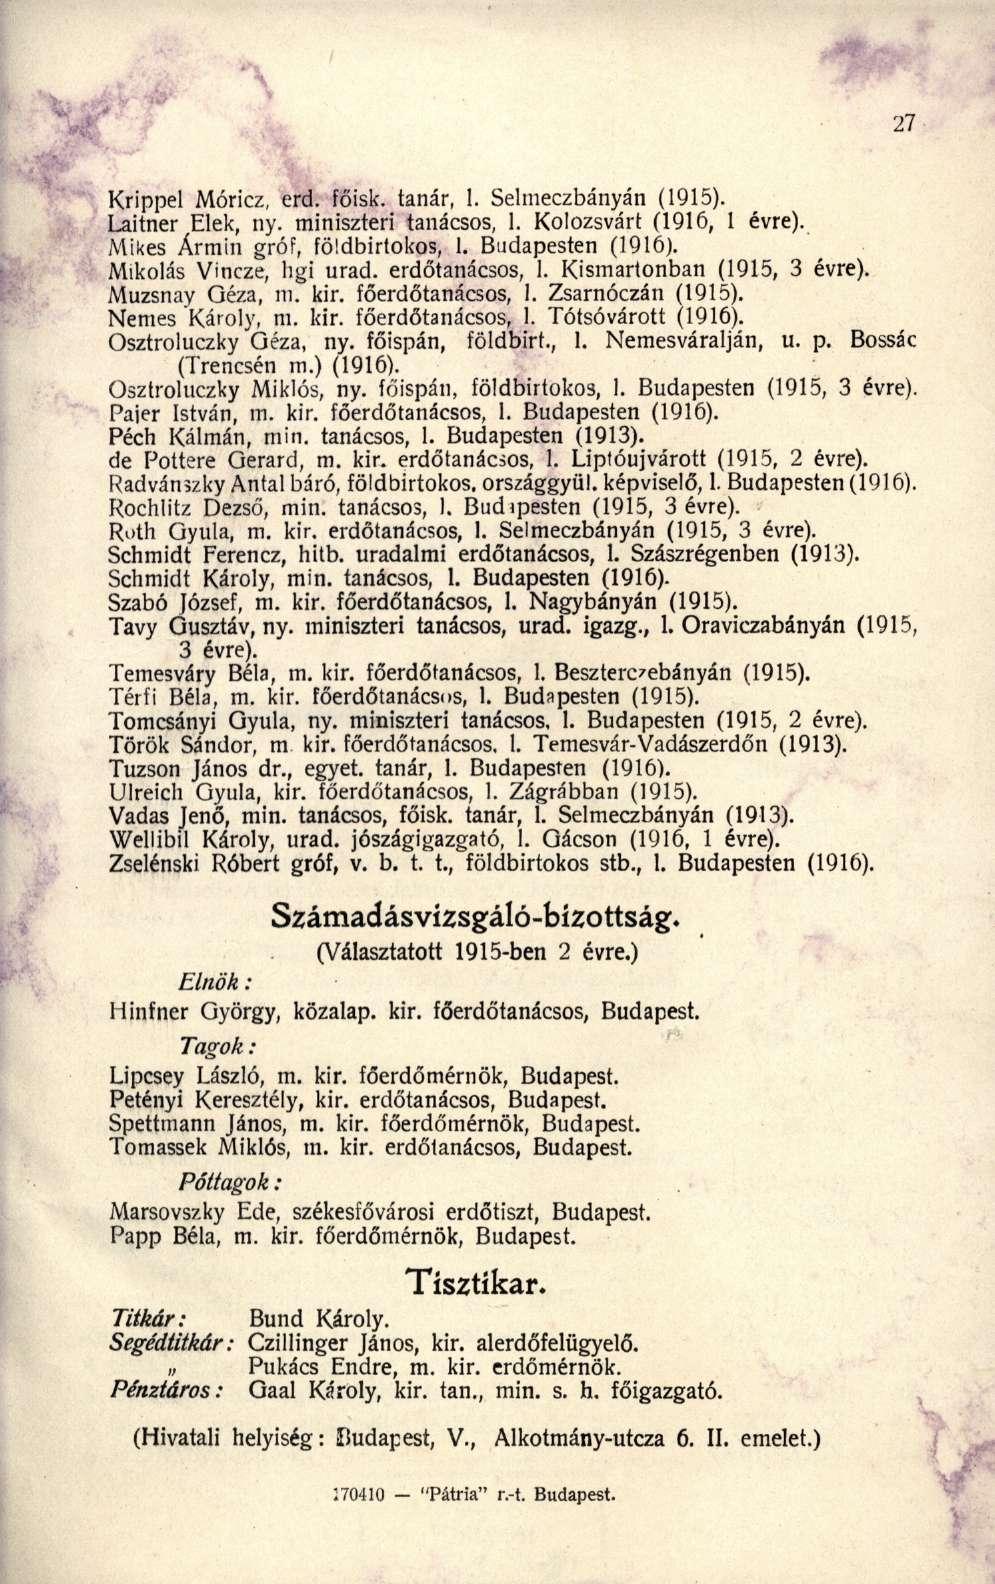 27
Krippel Móricz, erd. főisk. tanár, l. Selmeczbányán (1915).
Laitner Elek, ny. miniszteri tanácsos, l. Kolozsvárt (1916, 1 évre).
Mikes Ármin gróf, földbirtokos, l. Budapesten (1916).
Mikolás Vincze, hgi urad. erdőtanácsos, l. Kismartonban (1915, 3 évre).
Muzsnay Géza, m. kir. főerdőtanácsos, l. Zsarnóczán (1915).
Nemes Károly, m. kir. főerdőtanácsos, l. Tótsóvárott (1916).
Osztroluczky Géza, ny. főispán, földbirt., l. Nemesváralján, u. p. Bossác
(Trencsén m.) (1916).
Osztroluczky Miklós, ny. főispán, földbirtokos, l. Budapesten (1915, 3 évre).
Pajer István, m. kir. főerdőtanácsos, l. Budapesten (1916).
Péch Kálmán, min. tanácsos, l. Budapesten (1913).
de Pottere Gerard, m. kir. erdőtanácsos, l. Liptóujvárott (1915, 2 évre).
Radvánszky Antal báró, földbirtokos, országgyül. képviselő, l. Budapesten (1916).
Rochlitz Dezső, min. tanácsos, l. Budapesten (1915, 3 évre).
Roth Gyula, m. kir. erdőtanácsos, l. Selmeczbányán (1915, 3 évre).
Schmidt Ferencz, hitb. uradalmi erdőtanácsos, l. Szászrégenben (1913).
Schmidt Károly, min. tanácsos, l. Budapesten (1916).
Szabó József, m. kir. főerdőtanácsos, l. Nagybányán (1915).
Tavy Gusztáv, ny. miniszteri tanácsos, urad. igazg., l. Oraviczabányán (1915,
3 évre).
Temesváry Béla, m. kir. főerdőtanácsos, l. Beszterczebányán (1915).
Térfi Béla, m. kir. főerdőtanácsos, l. Budapesten (1915).
Tomcsányi Gyula, ny. miniszteri tanácsos, l. Budapesten (1915, 2 évre).
Török Sándor, m. kir. főerdőtanácsos, l. Temesvár-Vadászerdőn (1913).
Tuzson János dr., egyet. tanár, l. Budapesten (1916).
Ulreich Gyula, kir. főerdőtanácsos, l. Zágrábban (1915).
Vadas Jenő, min. tanácsos, főisk. tanár, l. Selmeczbányán (1913).
Wellibil Károly, urad. jószágigazgató, l. Gácson (1916, 1 évre).
Zselénski Róbert gróf, v. b. t. t., földbirtokos stb., l. Budapesten (1916).
Számadásvizsgáló-bizottság.
(Választatott 1915-ben 2 évre.)
Elnök :
Hinfner György, közalap. kir. főerdőtanácsos, Budapest.
Tagok :
Lipcsey László, m. kir. főerdőmérnök, Budapest.
Petényi Keresztély, kir. erdőtanácsos, Budapest.
Spettmann János, m. kir. főerdőmérnök, Budapest.
Tomassek Miklós, m. kir. erdőtanácsos, Budapest.
Póttagok :
Marsovszky Ede, székesfővárosi erdőtiszt, Budapest.
Papp Béla, m. kir. főerdőmérnök, Budapest.
Tisztikar.
Titkár : Bund Károly.
Segédtitkár : Czillinger János, kir. alerdőfelügyelő.
„ Pukács Endre, m. kir. erdőmérnök.
Pénztáros : Gaal Károly, kir. tan., min. s. h. főigazgató.
(Hivatali helyiség : Budapest, V., Alkotmány-utcza 6. II. emelet.)
170410 — "Pátria" r.-t. Budapest.